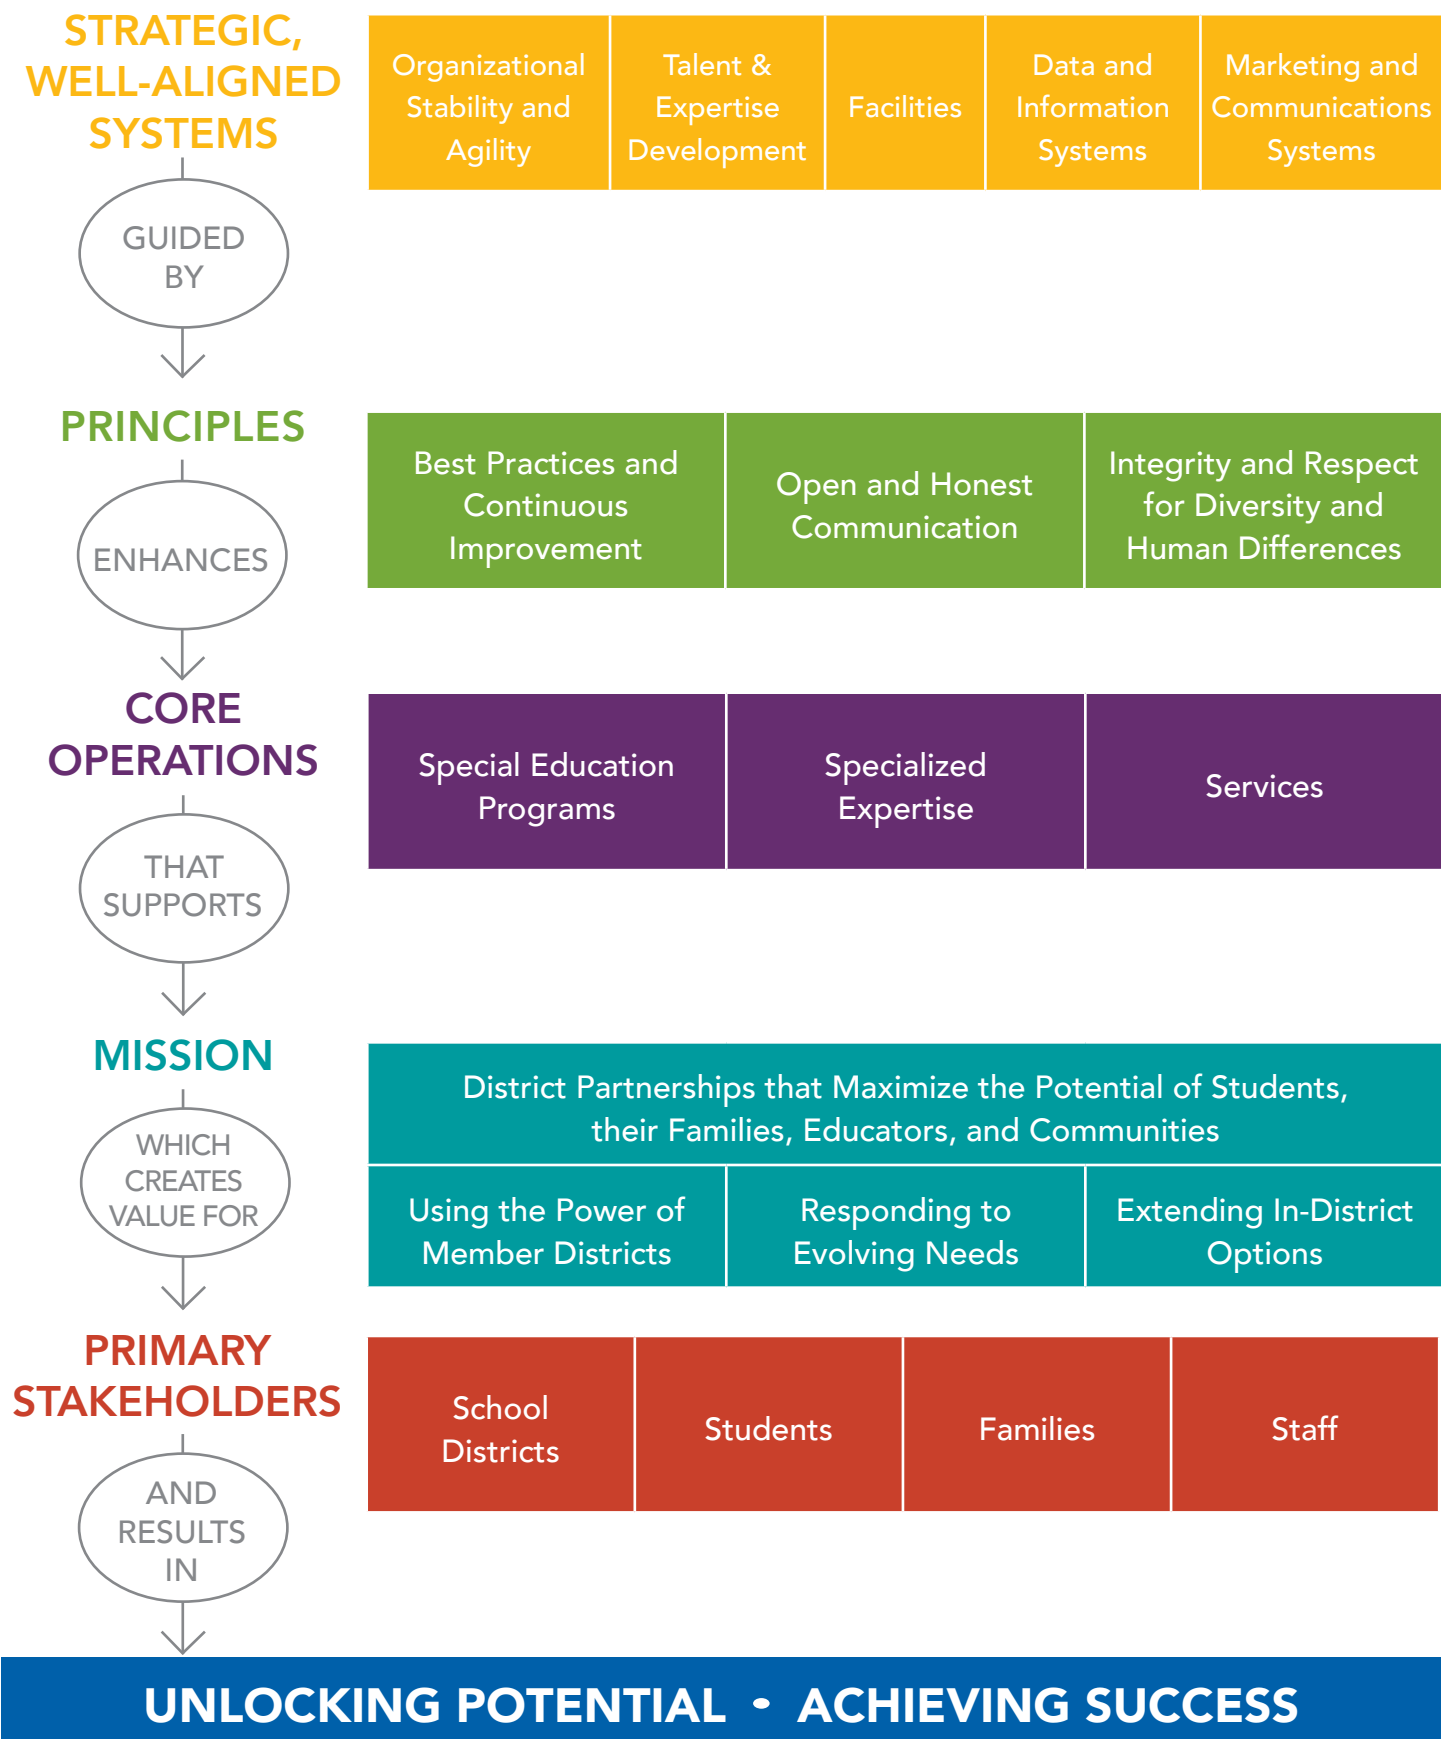 STRATEGIC,
WELL-ALIGNED
SYSTEMS
Organizational
Stability and
Agility
Talent &
Expertise
Development
Facilities
Data and
Information
Systems
Marketing and
Communications
Systems
GUIDED
BY
PRINCIPLES
Best Practices and
Continuous
Improvement
Open and Honest
Communication
Integrity and Respect
for Diversity and
Human Differences
ENHANCES
CORE
OPERATIONS
Special Education
Programs
Specialized
Expertise
Services
THAT
SUPPORTS
MISSION
District Partnerships that Maximize the Potential of Students,
their Families, Educators, and Communities
Using the Power of
Member Districts
Responding to
Evolving Needs
Extending In-District
Options
WHICH
CREATES
VALUE FOR
PRIMARY
STAKEHOLDERS
School
Districts
Students
Families
Staff
AND
RESULTS
IN
UNLOCKING POTENTIAL • ACHIEVING SUCCESS